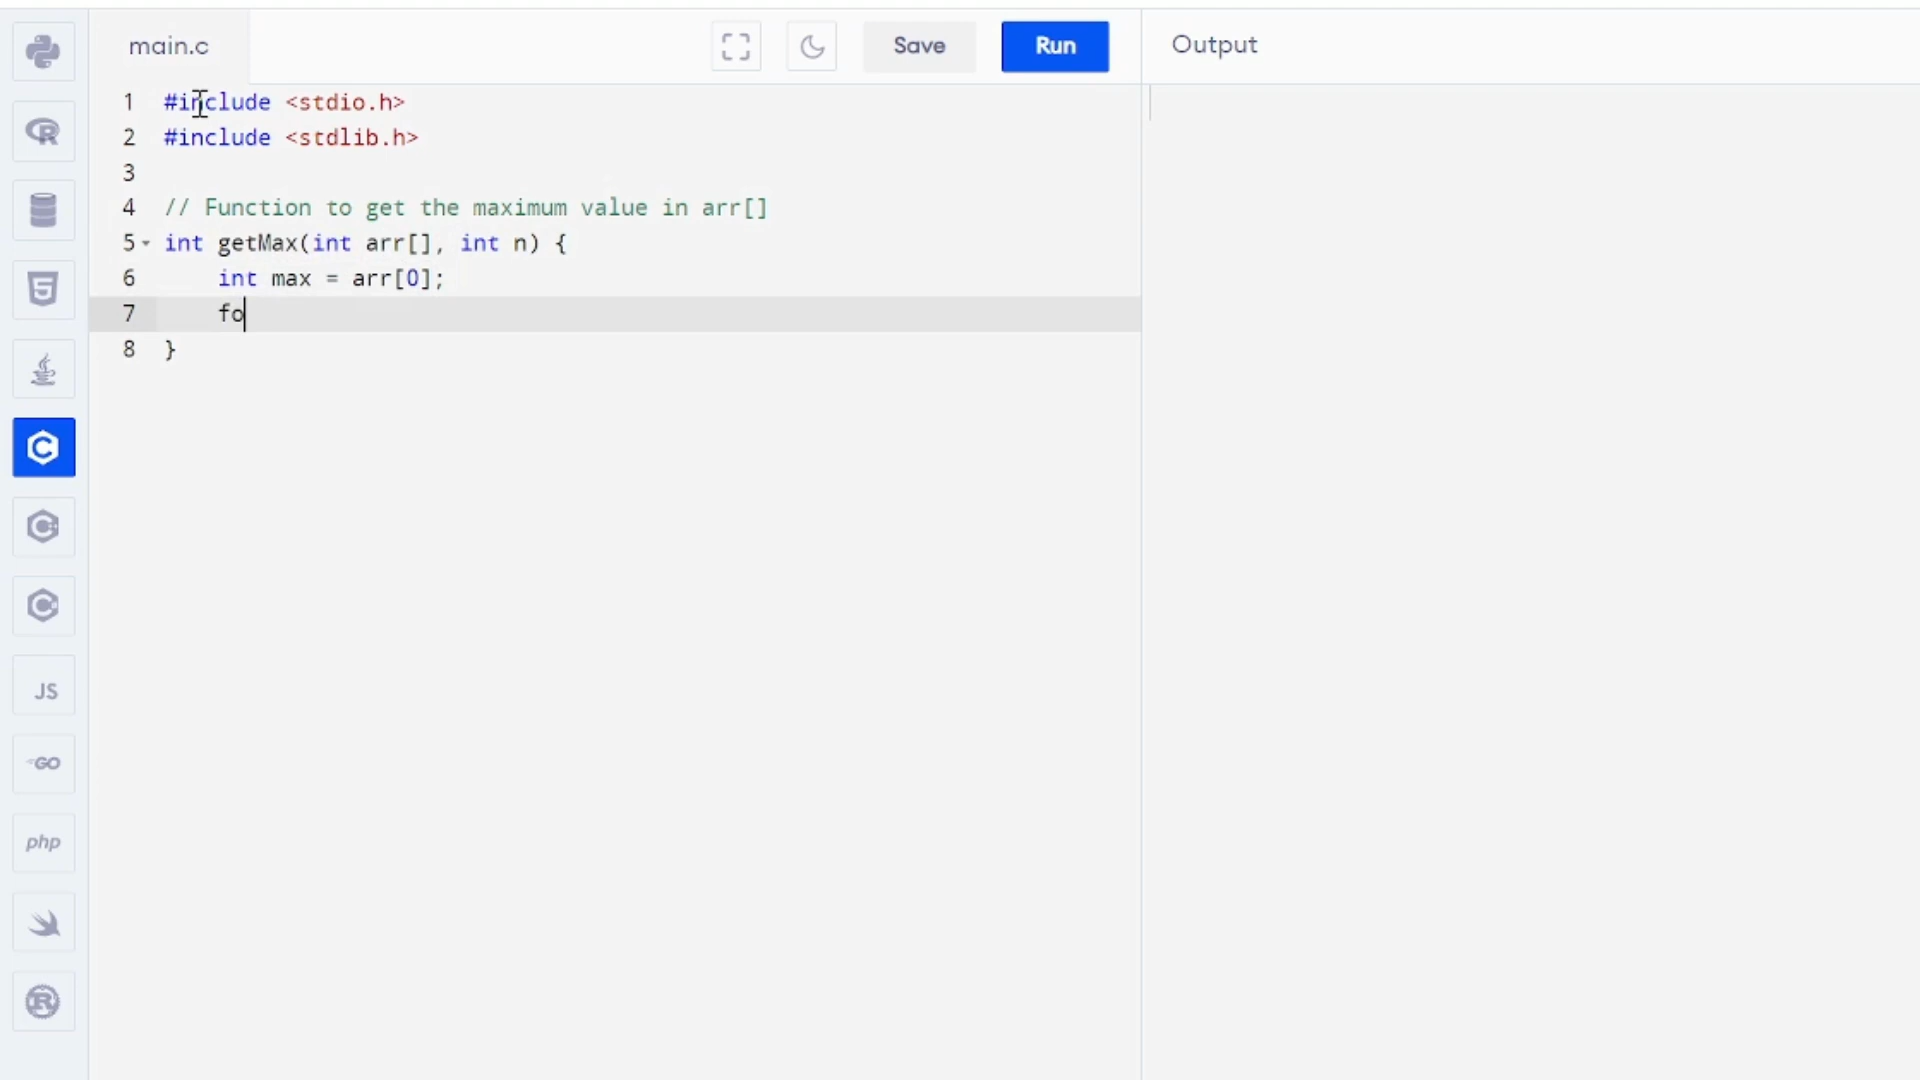 main.c
Save
Run
Output
1 #include <stdio.h>
2 #include <stdlib.h>
3
4 // Function to get the maximum value in arr[]
5 int getMax(int arr[], int n) {
6     int max = arr[0];
7     fo
8 }
R
5
C
C
C
JS
GO
php
R